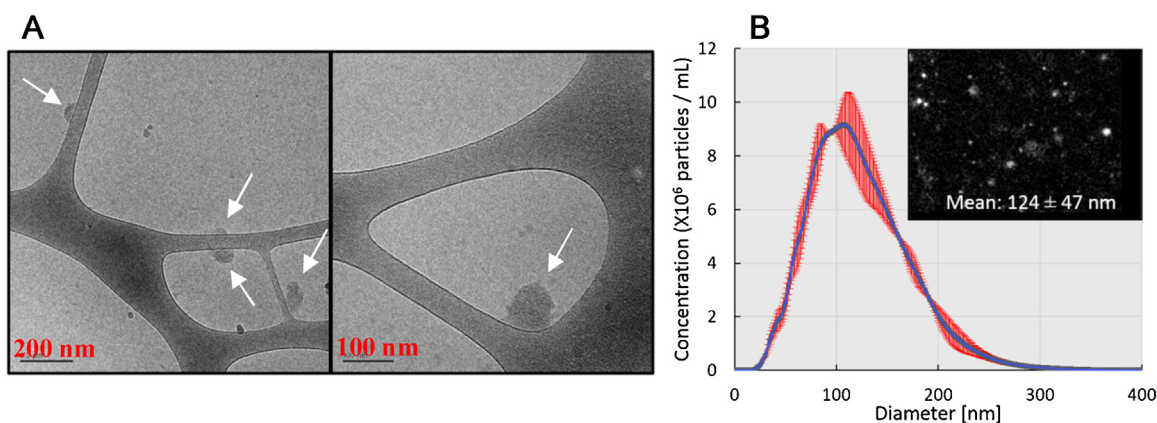 A
200 nm
100 nm
B
Concentration (X10⁶ particles / mL)
12
10
8
6
4
2
0
Mean: 124 ± 47 nm
0
100
200
300
400
Diameter [nm]